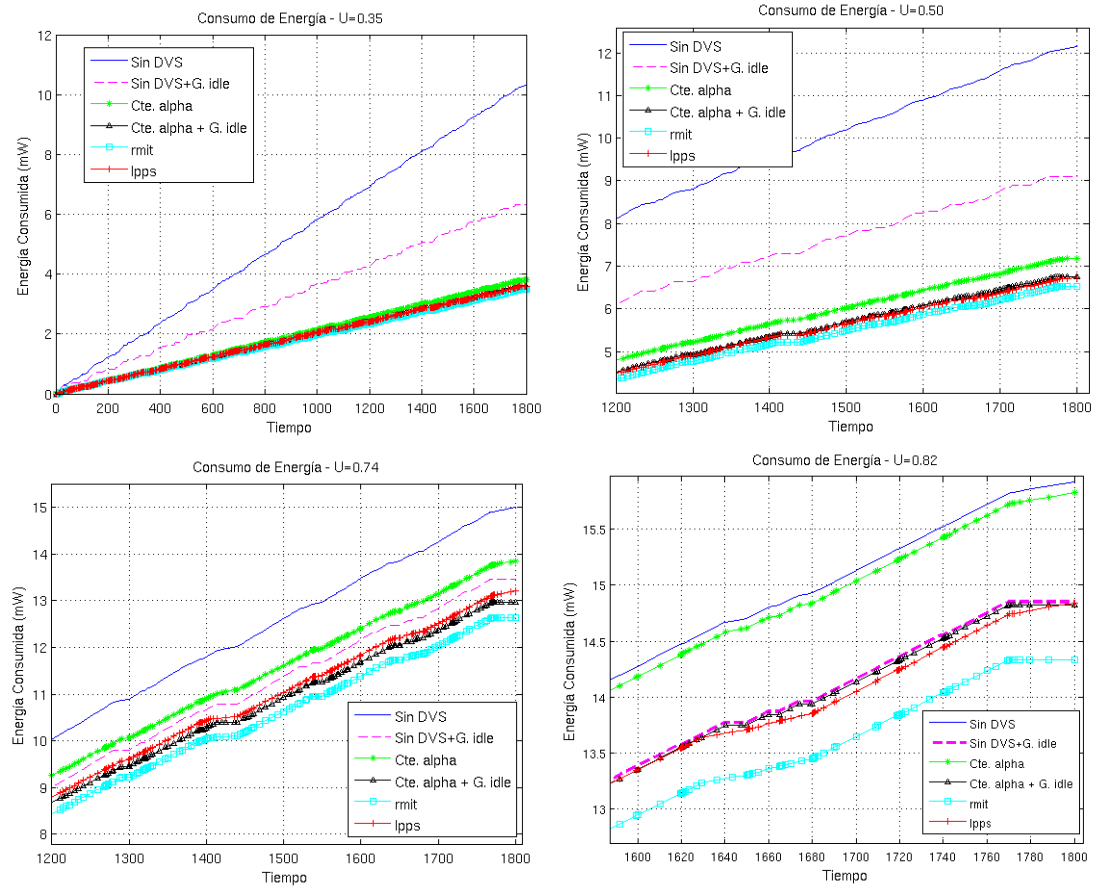 Consumo de Energía - U=0.35
12
10
8
6
4
2
0
Energía Consumida (mW)
Sin DVS
Sin DVS+G. idle
Cte. alpha
Cte. alpha + G. idle
rmit
lpps
0 200 400 600 800 1000 1200 1400 1600 1800
Tiempo
Consumo de Energía - U=0.50
12
11
10
9
8
7
6
5
Energía Consumida (mW)
Sin DVS
Sin DVS+G. idle
Cte. alpha
Cte. alpha + G. idle
rmit
lpps
1200 1300 1400 1500 1600 1700 1800
Tiempo
Consumo de Energía - U=0.74
15
14
13
12
11
10
9
8
Energía Consumida (mW)
Sin DVS
Sin DVS+G. idle
Cte. alpha
Cte. alpha + G. idle
rmit
lpps
1200 1300 1400 1500 1600 1700 1800
Tiempo
Consumo de Energía - U=0.82
15.5
15
14.5
14
13.5
13
Energía Consumida (mW)
Sin DVS
Sin DVS+G. idle
Cte. alpha
Cte. alpha + G. idle
rmit
lpps
1600 1620 1640 1660 1680 1700 1720 1740 1760 1780 1800
Tiempo